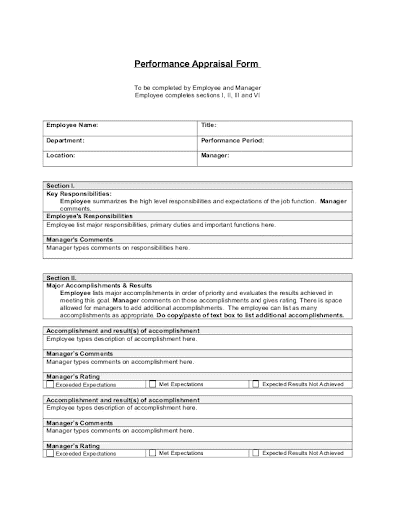 Performance Appraisal Form
To be completed by Employee and Manager
Employee completes sections I, II, III and VI
Employee Name: Title:
Department: Performance Period:
Location: Manager:
Section I.
Key Responsibilities:
Employee summarizes the high level responsibilities and expectations of the job function. Manager
comments.
Employee's Responsibilities
Employee list major responsibilities, primary duties and important functions here.
Manager's Comments
Manager types comments on responsibilities here.
Section II.
Major Accomplishments & Results
Employee lists major accomplishments in order of priority and evaluates the results achieved in
meeting this goal. Manager comments on those accomplishments and gives rating. There is space
allowed for managers to add additional accomplishments. The employee can list as many
accomplishments as appropriate. Do copy/paste of text box to list additional accomplishments.
Accomplishment and result(s) of accomplishment
Employee types description of accomplishment here.
Manager's Comments
Manager types comments on accomplishment here.
Manager's Rating
Exceeded Expectations Met Expectations Expected Results Not Achieved
Accomplishment and result(s) of accomplishment
Employee types description of accomplishment here.
Manager's Comments
Manager types comments on accomplishment here.
Manager's Rating
Exceeded Expectations Met Expectations Expected Results Not Achieved